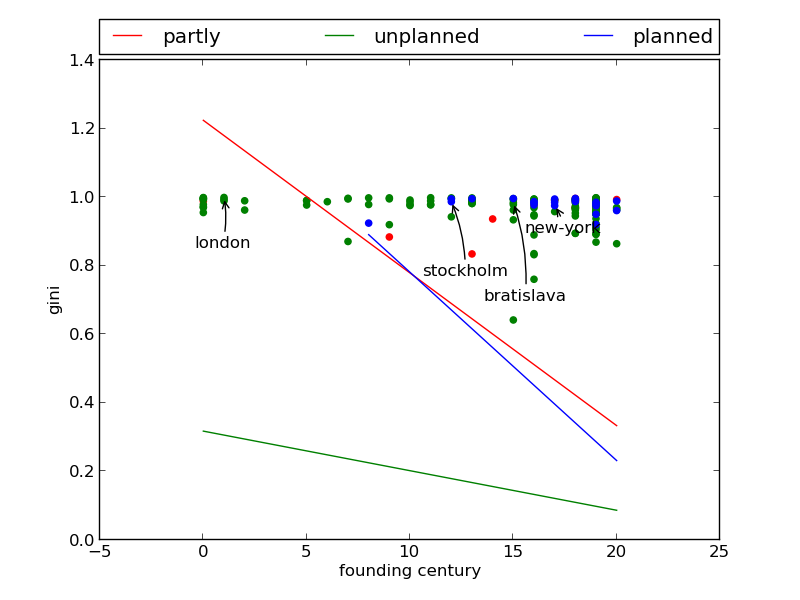 partly unplanned planned
1.4
1.2
1.0
0.8
0.6
0.4
0.2
0.0
gini
london
stockholm
bratislava
new-york
−5 0 5 10 15 20 25
founding century